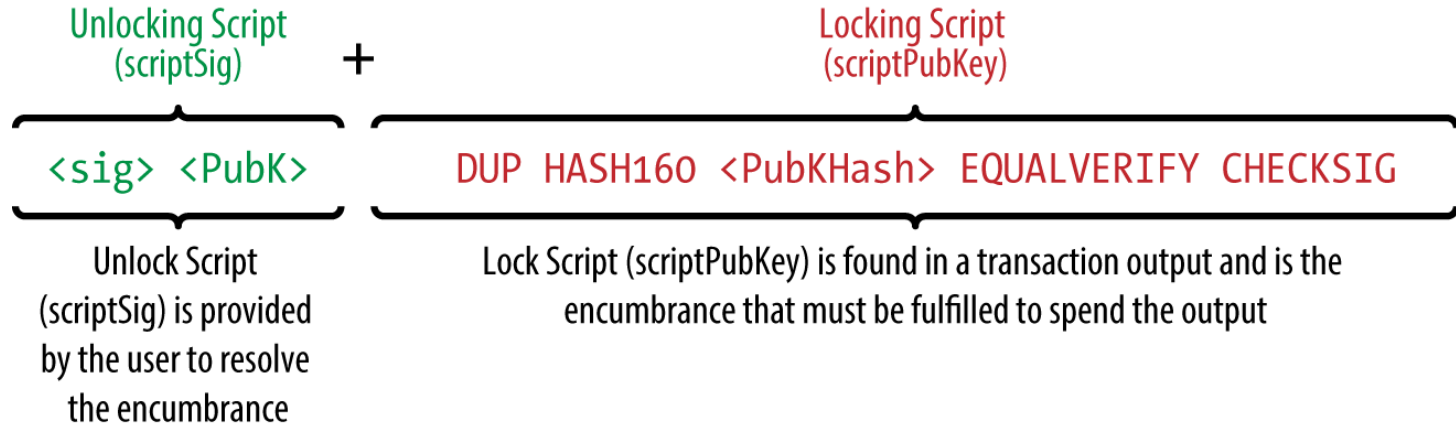 Unlocking Script
(scriptSig)
+
Locking Script
(scriptPubKey)
<sig> <PubK>
DUP HASH160 <PubKHash> EQUALVERIFY CHECKSIG
Unlock Script
(scriptSig) is provided
by the user to resolve
the encumbrance
Lock Script (scriptPubKey) is found in a transaction output and is the
encumbrance that must be fulfilled to spend the output